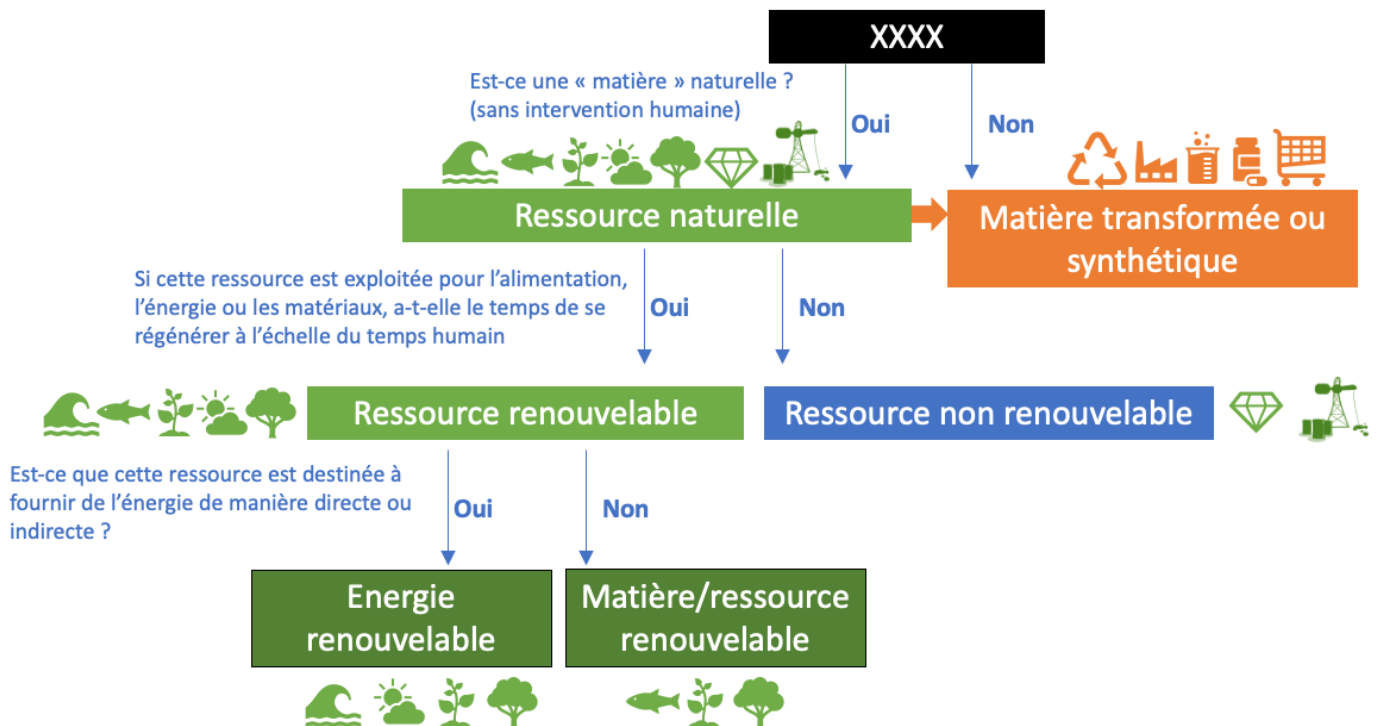 XXXX
Est-ce une « matière » naturelle ?
(sans intervention humaine)
Oui
Non
Ressource naturelle
Matière transformée ou
synthétique
Si cette ressource est exploitée pour l’alimentation,
l’énergie ou les matériaux, a-t-elle le temps de se
régénérer à l’échelle du temps humain
Oui
Non
Ressource renouvelable
Ressource non renouvelable
Est-ce que cette ressource est destinée à
fournir de l’énergie de manière directe ou
indirecte ?
Oui
Non
Energie
renouvelable
Matière/ressource
renouvelable